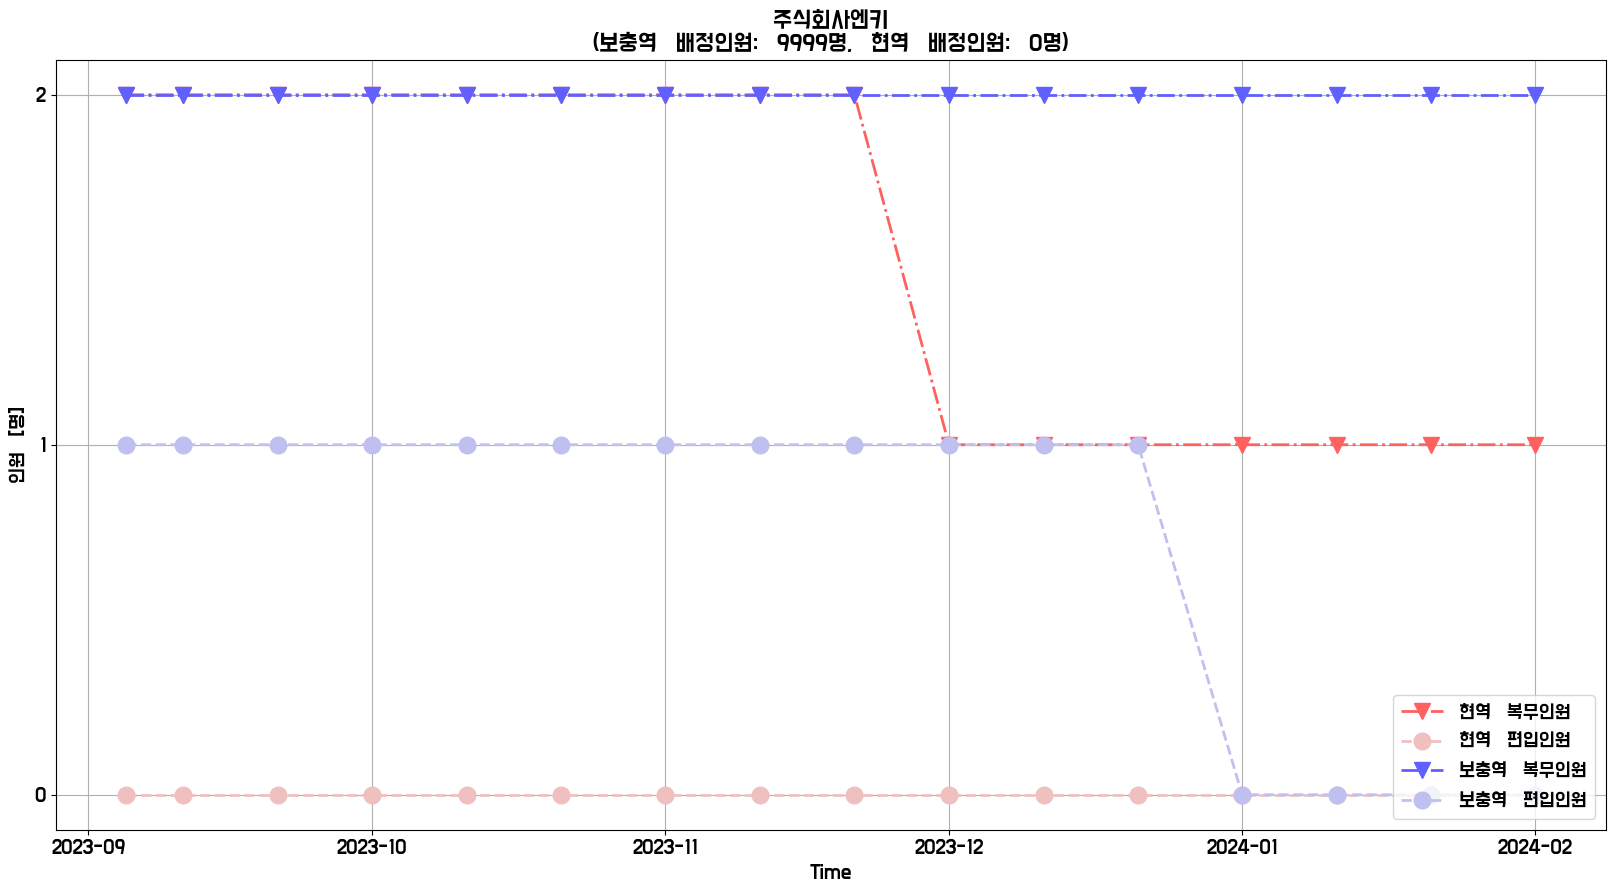 주식회사엔키
(보충역 배정인원: 9999명, 현역 배정인원: 0명)
인원 [명]
2
1
0
현역 복무인원
현역 편입인원
보충역 복무인원
보충역 편입인원
2023-09 2023-10 2023-11 2023-12 2024-01 2024-02
Time